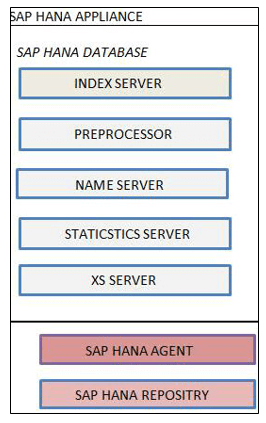 SAP HANA APPLIANCE
SAP HANA DATABASE
INDEX SERVER
PREPROCESSOR
NAME SERVER
STATICSTICS SERVER
XS SERVER
SAP HANA AGENT
SAP HANA REPOSITRY